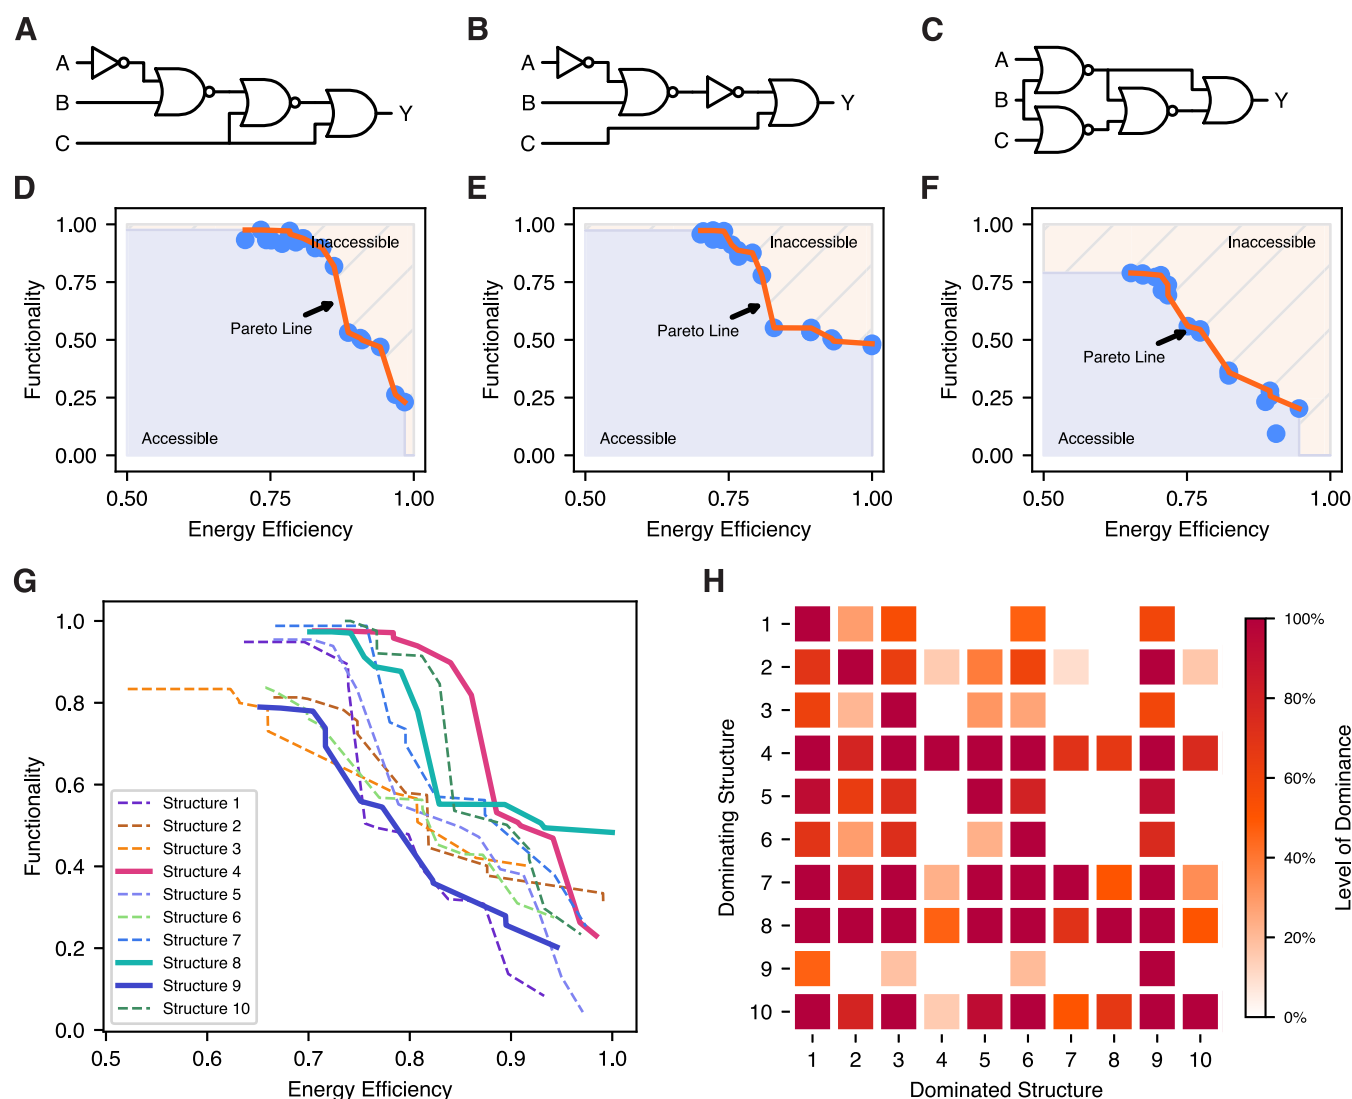 A
B
C
A
B
C
Y
A
B
C
Y
A
B
C
Y
D
E
F
Functionality
1.00
0.75
0.50
0.25
0.00
Inaccessible
Pareto Line
Accessible
0.50
0.75
1.00
Energy Efficiency
Functionality
1.00
0.75
0.50
0.25
0.00
Inaccessible
Pareto Line
Accessible
0.50
0.75
1.00
Energy Efficiency
Functionality
1.00
0.75
0.50
0.25
0.00
Inaccessible
Pareto Line
Accessible
0.50
0.75
1.00
Energy Efficiency
G
Functionality
1.0
0.8
0.6
0.4
0.2
0.0
Structure 1
Structure 2
Structure 3
Structure 4
Structure 5
Structure 6
Structure 7
Structure 8
Structure 9
Structure 10
0.5
0.6
0.7
0.8
0.9
1.0
Energy Efficiency
H
Dominating Structure
1
2
3
4
5
6
7
8
9
10
1
2
3
4
5
6
7
8
9
10
Dominated Structure
100%
80%
60%
40%
20%
0%
Level of Dominance